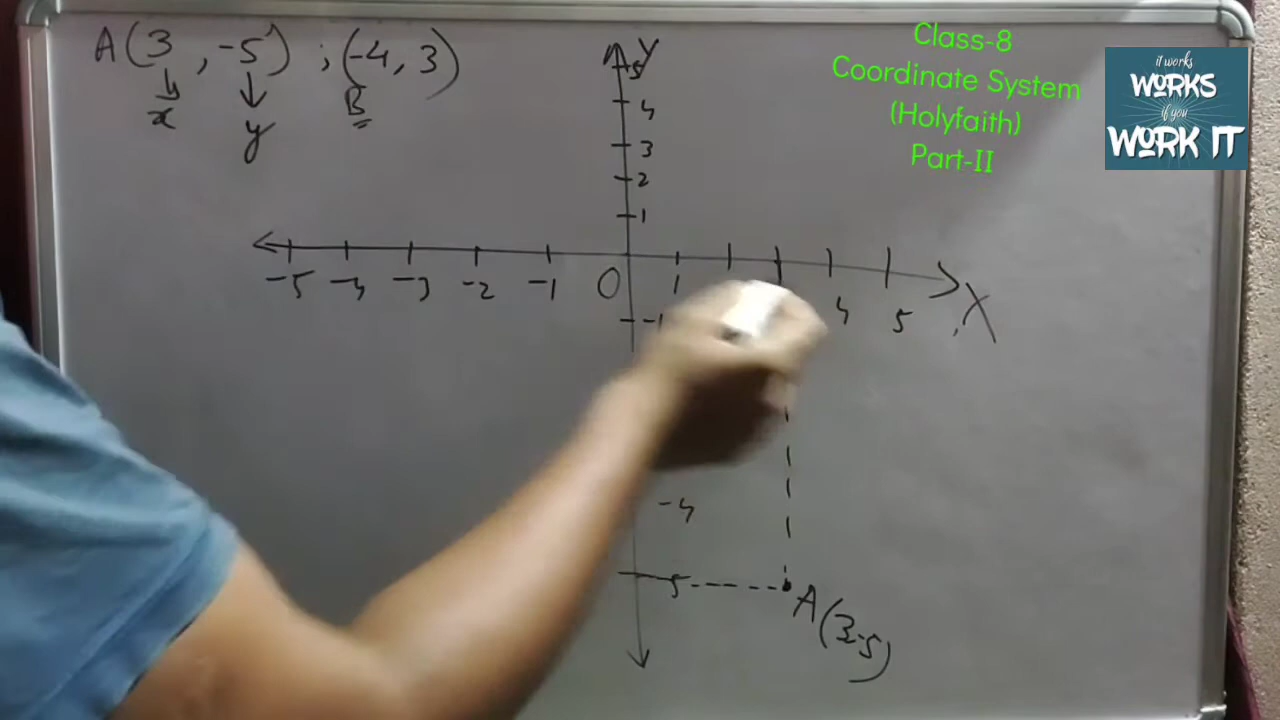 A(3, -5) ; (-4, 3)
x y B
Class-8
Coordinate System
(Holyfaith)
Part-II
it works
WORKS
if you
WORK IT
Y
5
4
3
2
1
-5 -4 -3 -2 -1 O 1 4 5 X
-1
-4
5
A(3,-5)